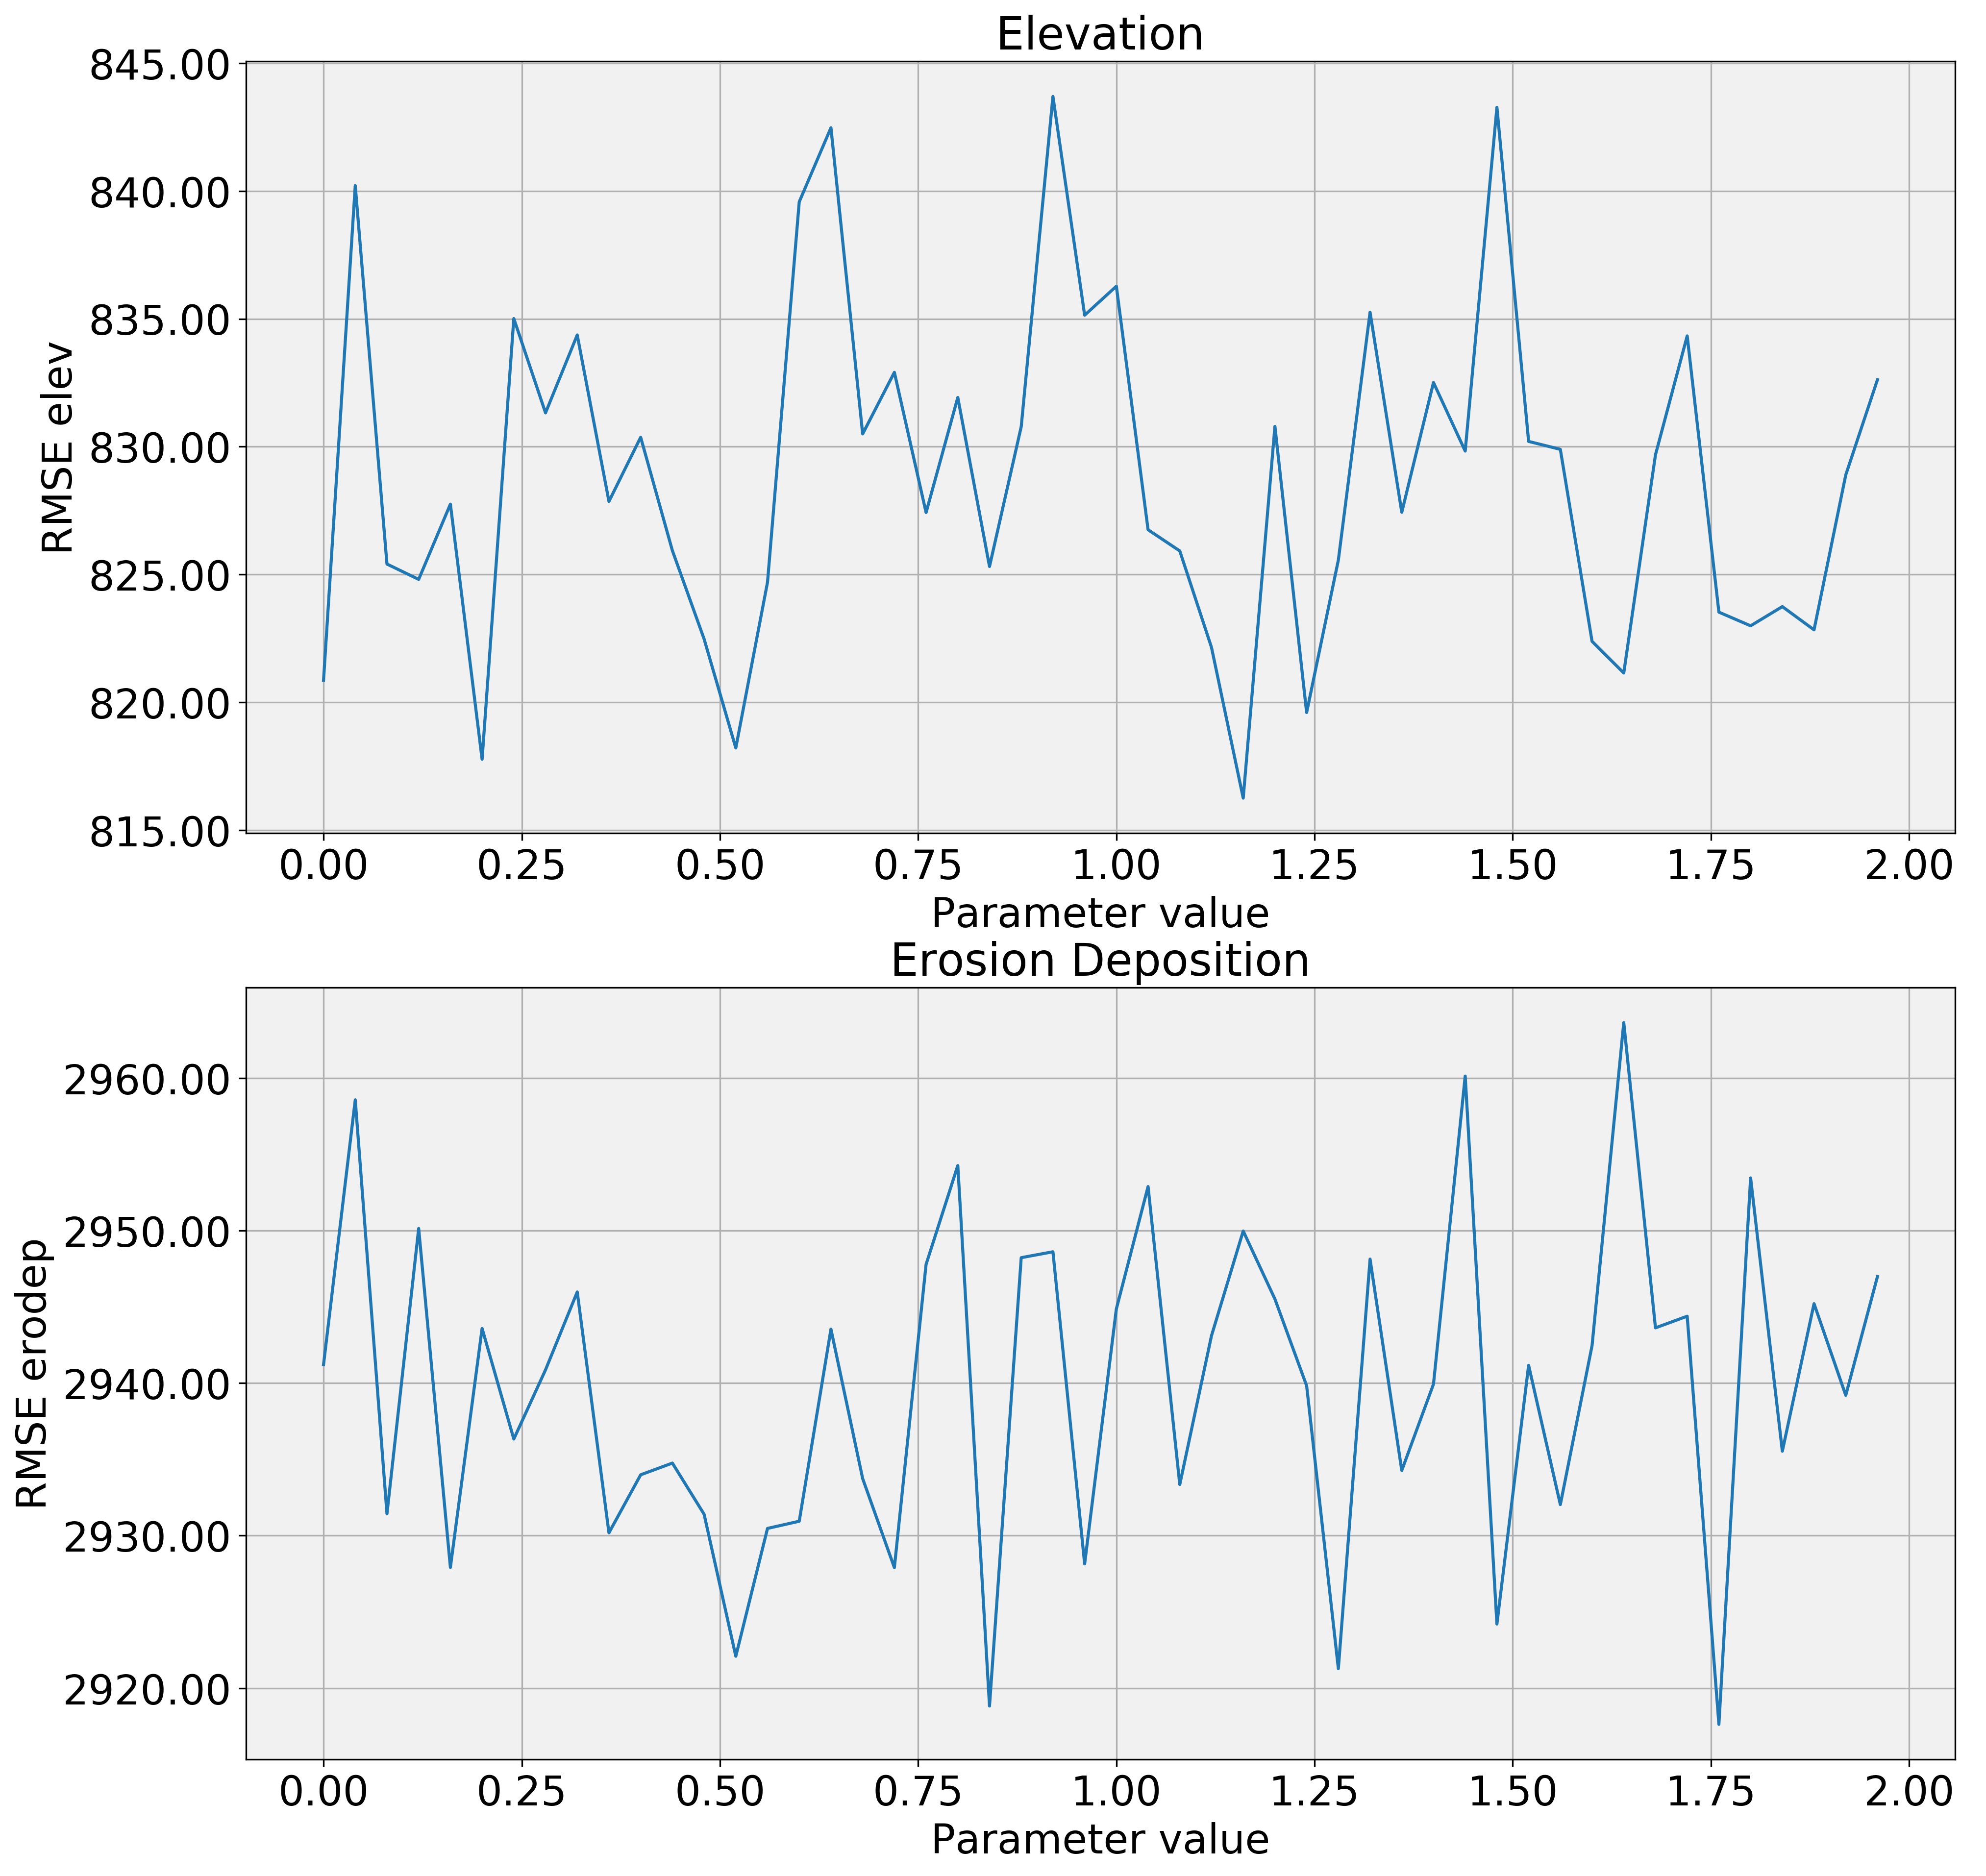 Elevation
845.00
840.00
835.00
830.00
825.00
820.00
815.00
RMSE elev
0.00 0.25 0.50 0.75 1.00 1.25 1.50 1.75 2.00
Parameter value
Erosion Deposition
2960.00
2950.00
2940.00
2930.00
2920.00
RMSE erodep
0.00 0.25 0.50 0.75 1.00 1.25 1.50 1.75 2.00
Parameter value